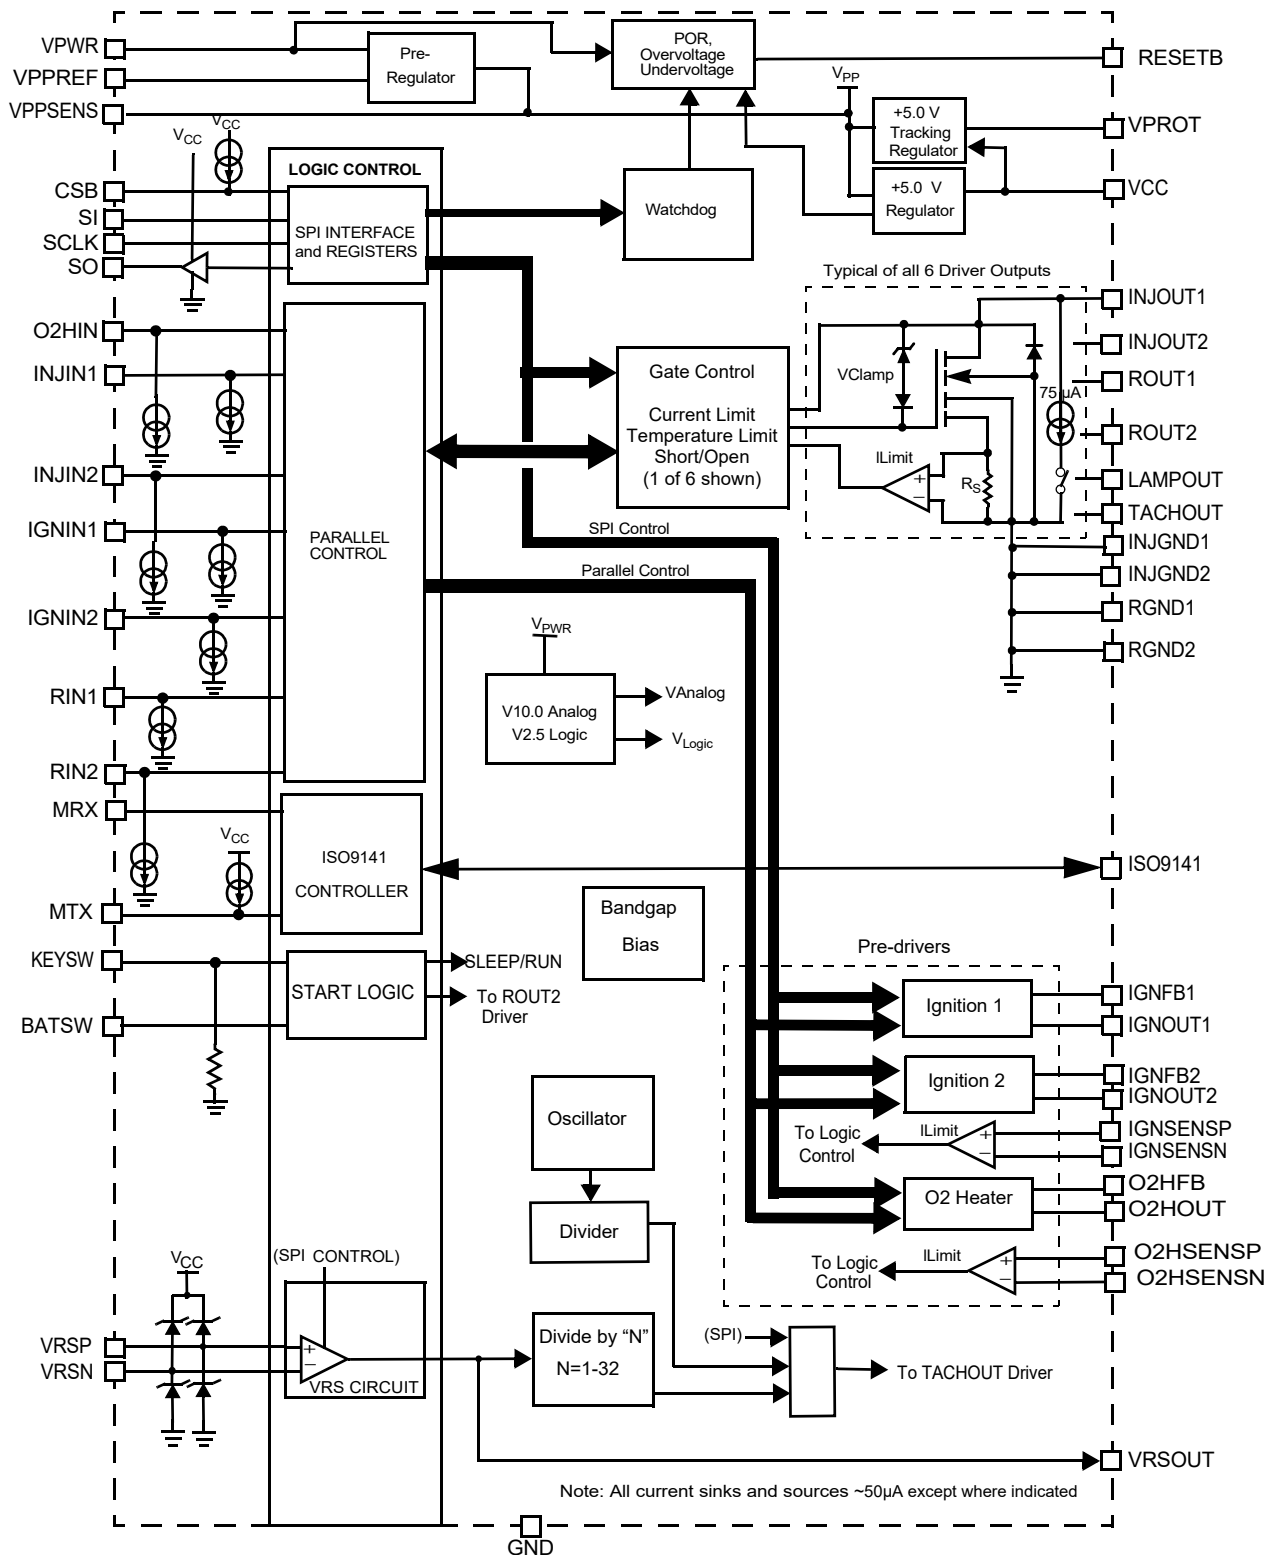 VPWR
VPPREF
VPPSENS
Pre-
Regulator
POR,
Overvoltage
Undervoltage
RESETB
VPP
+5.0 V
Tracking
Regulator
VPROT
+5.0 V
Regulator
VCC
VCC
VCC
LOGIC CONTROL
CSB
SI
SCLK
SO
SPI INTERFACE
and REGISTERS
Watchdog
Typical of all 6 Driver Outputs
O2HIN
INJIN1
INJIN2
IGNIN1
IGNIN2
RIN1
RIN2
PARALLEL
CONTROL
Gate Control
Current Limit
Temperature Limit
Short/Open
(1 of 6 shown)
VClamp
75 µA
ILimit
RS
+
–
INJOUT1
INJOUT2
ROUT1
ROUT2
LAMPOUT
TACHOUT
INJGND1
INJGND2
RGND1
RGND2
SPI Control
Parallel Control
VPWR
V10.0 Analog
V2.5 Logic
VAnalog
VLogic
MRX
MTX
VCC
ISO9141
CONTROLLER
ISO9141
Bandgap
Bias
KEYSW
BATSW
START LOGIC
SLEEP/RUN
To ROUT2
Driver
Pre-drivers
Ignition 1
IGNFB1
IGNOUT1
Ignition 2
IGNFB2
IGNOUT2
To Logic
Control
ILimit
+
–
IGNSENSP
IGNSENSN
O2 Heater
O2HFB
O2HOUT
To Logic
Control
ILimit
+
–
O2HSENSP
O2HSENSN
Oscillator
Divider
VCC
(SPI CONTROL)
VRSP
VRSN
+
–
VRS CIRCUIT
Divide by “N”
N=1-32
(SPI)
To TACHOUT Driver
VRSOUT
Note: All current sinks and sources ~50µA except where indicated
GND